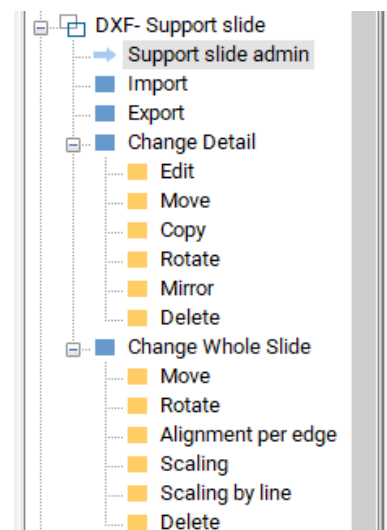 DXF- Support slide
Support slide admin
Import
Export
Change Detail
Edit
Move
Copy
Rotate
Mirror
Delete
Change Whole Slide
Move
Rotate
Alignment per edge
Scaling
Scaling by line
Delete